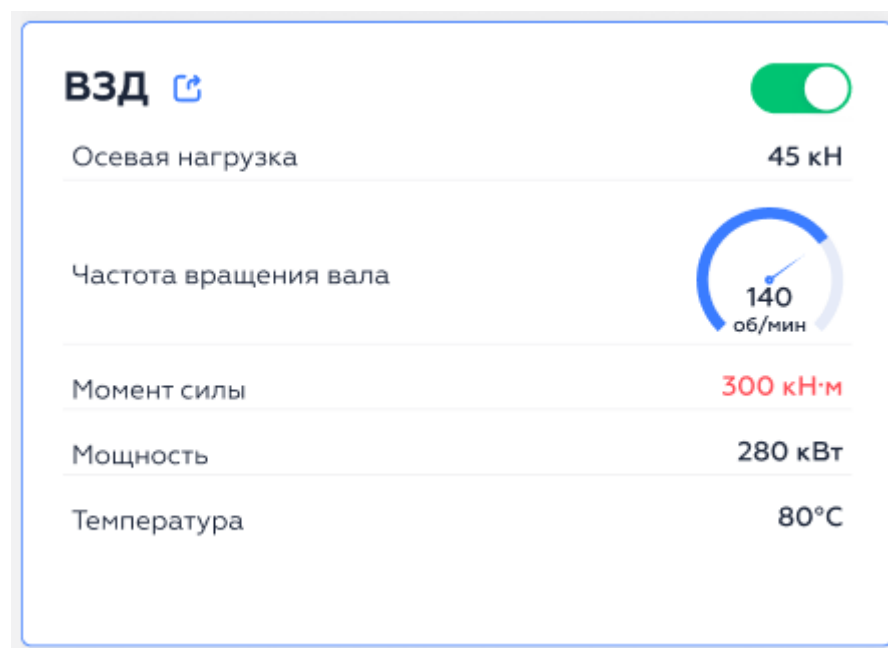 ВЗД
Осевая нагрузка 45 кН
Частота вращения вала 140 об/мин
Момент силы 300 кН·м
Мощность 280 кВт
Температура 80°C